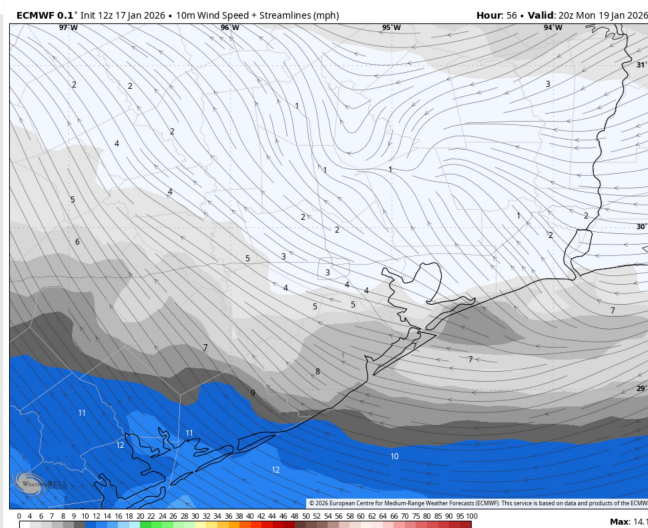 ECMWF 0.1° Init 12z 17 Jan 2026 • 10m Wind Speed + Streamlines (mph)
Hour: 56 • Valid: 20z Mon 19 Jan 2026
97°W 96°W 95°W 94°W
31°
2 2 3
1
2
4
1 1
4
5
2 1 2
30°
2 2
6
5 3
3
4 4 4
5 5
7
7
7
7
8
29°
9
11
11
12
10
12
WeatherBELL
© 2026 European Centre for Medium-Range Weather Forecasts (ECMWF). This service is based on data and products of the ECMW
0 4 6 7 8 9 10 12 14 16 18 20 22 24 26 28 30 32 34 36 38 40 42 44 46 48 50 52 54 56 58 60 62 64 66 70 75 80 85 90 95 100
Max: 14.1